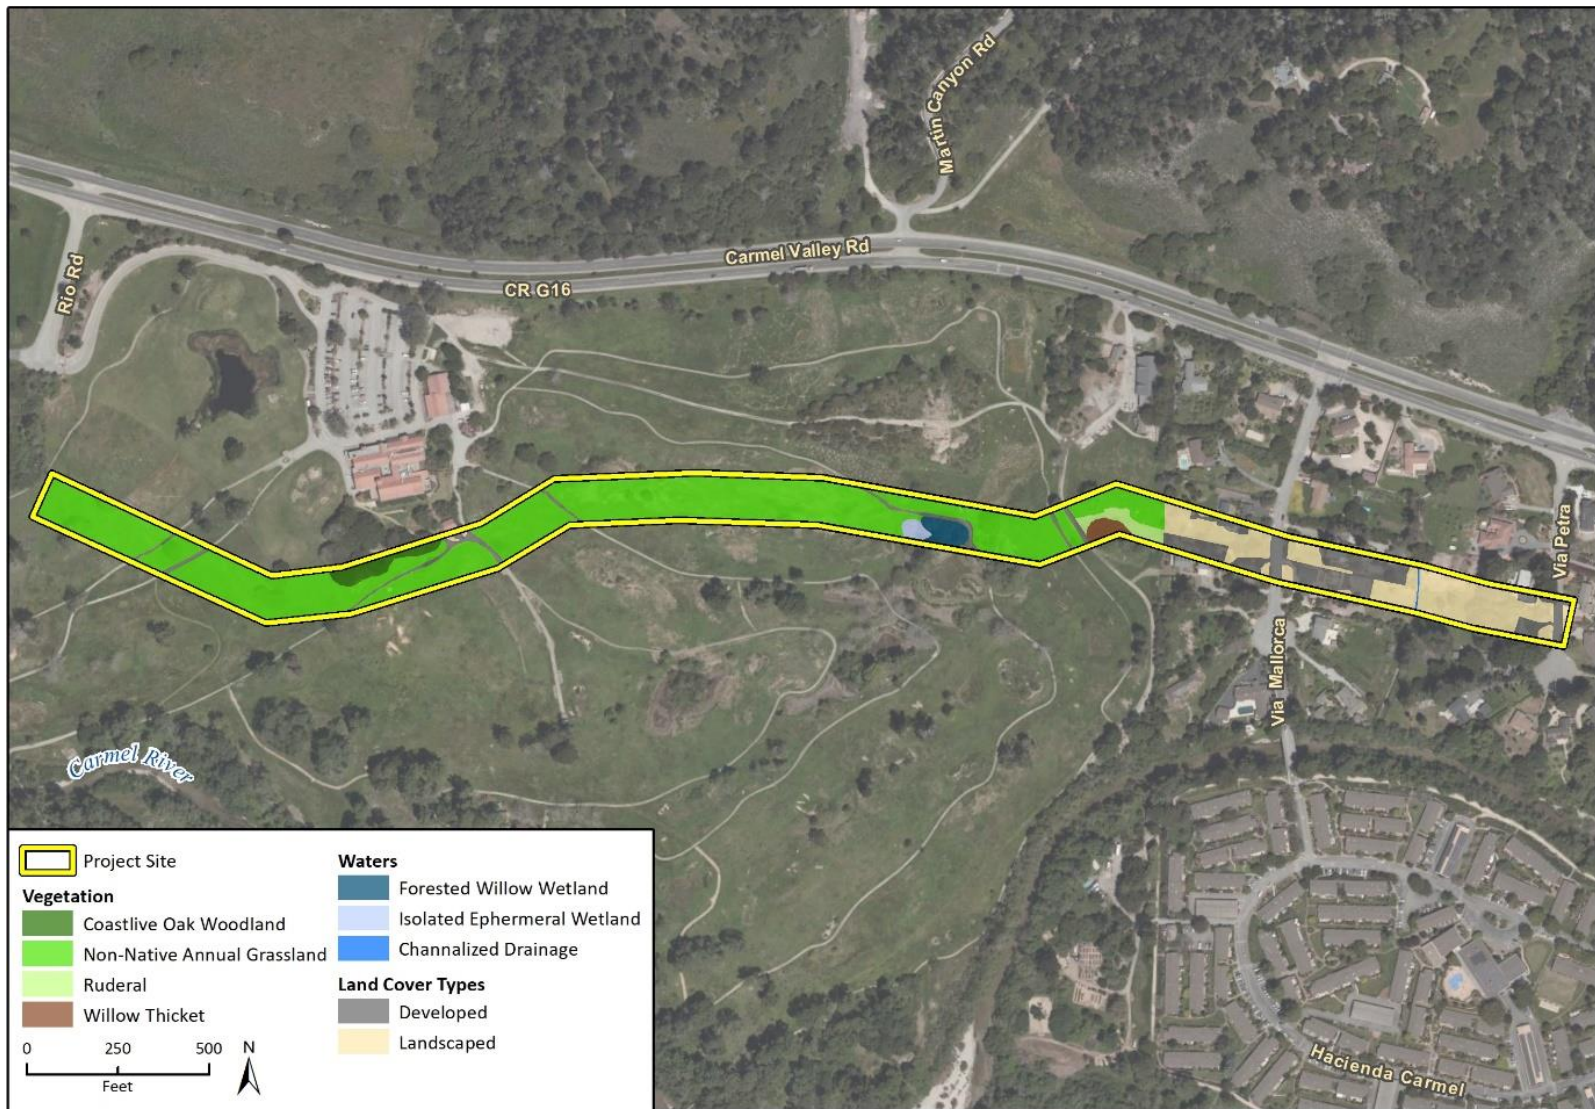 Martin Canyon Rd
Rio Rd
Carmel Valley Rd
CR G16
Via Petra
Via Mallorca
Carmel River
Hacienda Carmel
Project Site
Vegetation
Coastlive Oak Woodland
Non-Native Annual Grassland
Ruderal
Willow Thicket
0 250 500
Feet
N
Waters
Forested Willow Wetland
Isolated Ephermeral Wetland
Channalized Drainage
Land Cover Types
Developed
Landscaped